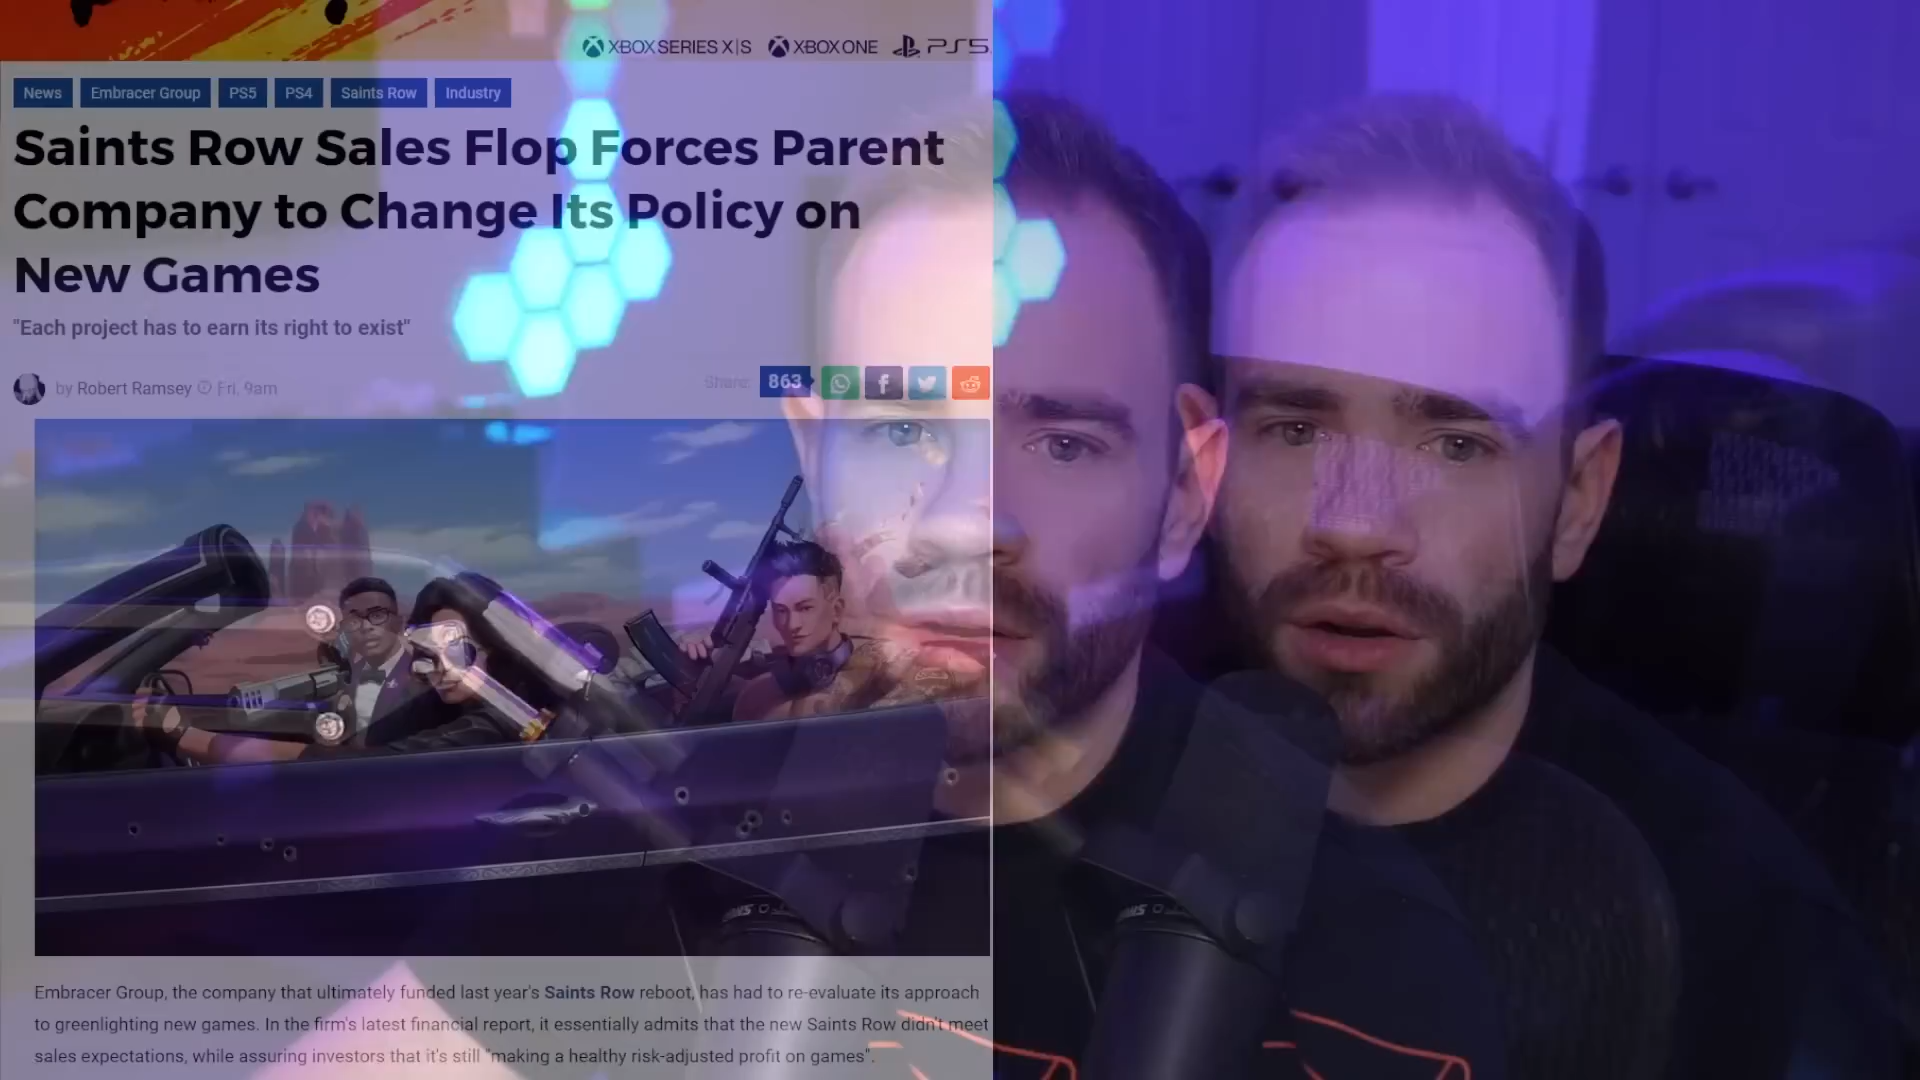 XBOX SERIES X|S XBOX ONE PS5
News Embracer Group PS5 PS4 Saints Row Industry
Saints Row Sales Flop Forces Parent
Company to Change Its Policy on
New Games
"Each project has to earn its right to exist"
by Robert Ramsey Fri, 9am
Share: 863
Embracer Group, the company that ultimately funded last year's Saints Row reboot, has had to re-evaluate its approach
to greenlighting new games. In the firm's latest financial report, it essentially admits that the new Saints Row didn't meet
sales expectations, while assuring investors that it's still "making a healthy risk-adjusted profit on games".